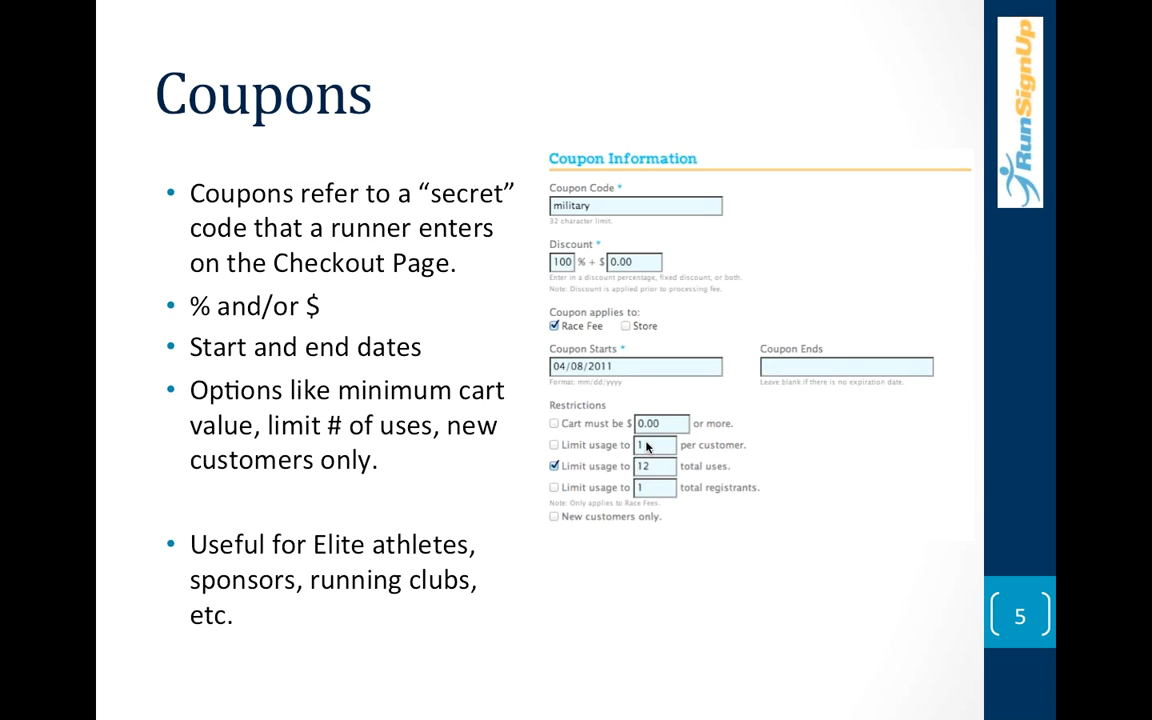 Coupons
• Coupons refer to a “secret”
code that a runner enters
on the Checkout Page.
• % and/or $
• Start and end dates
• Options like minimum cart
value, limit # of uses, new
customers only.
• Useful for Elite athletes,
sponsors, running clubs,
etc.
Coupon Information
Coupon Code *
military
32 character limit.
Discount *
100 % + $ 0.00
Enter in a discount percentage, fixed discount, or both.
Note: Discount is applied prior to processing fee.
Coupon applies to:
Race Fee Store
Coupon Starts * Coupon Ends
04/08/2011
Format: mm/dd/yyyy Leave blank if there is no expiration date.
Restrictions
Cart must be $ 0.00 or more.
Limit usage to 1 per customer.
Limit usage to 12 total uses.
Limit usage to 1 total registrants.
Note: Only applies to Race Fees.
New customers only.
RunSignUp
5